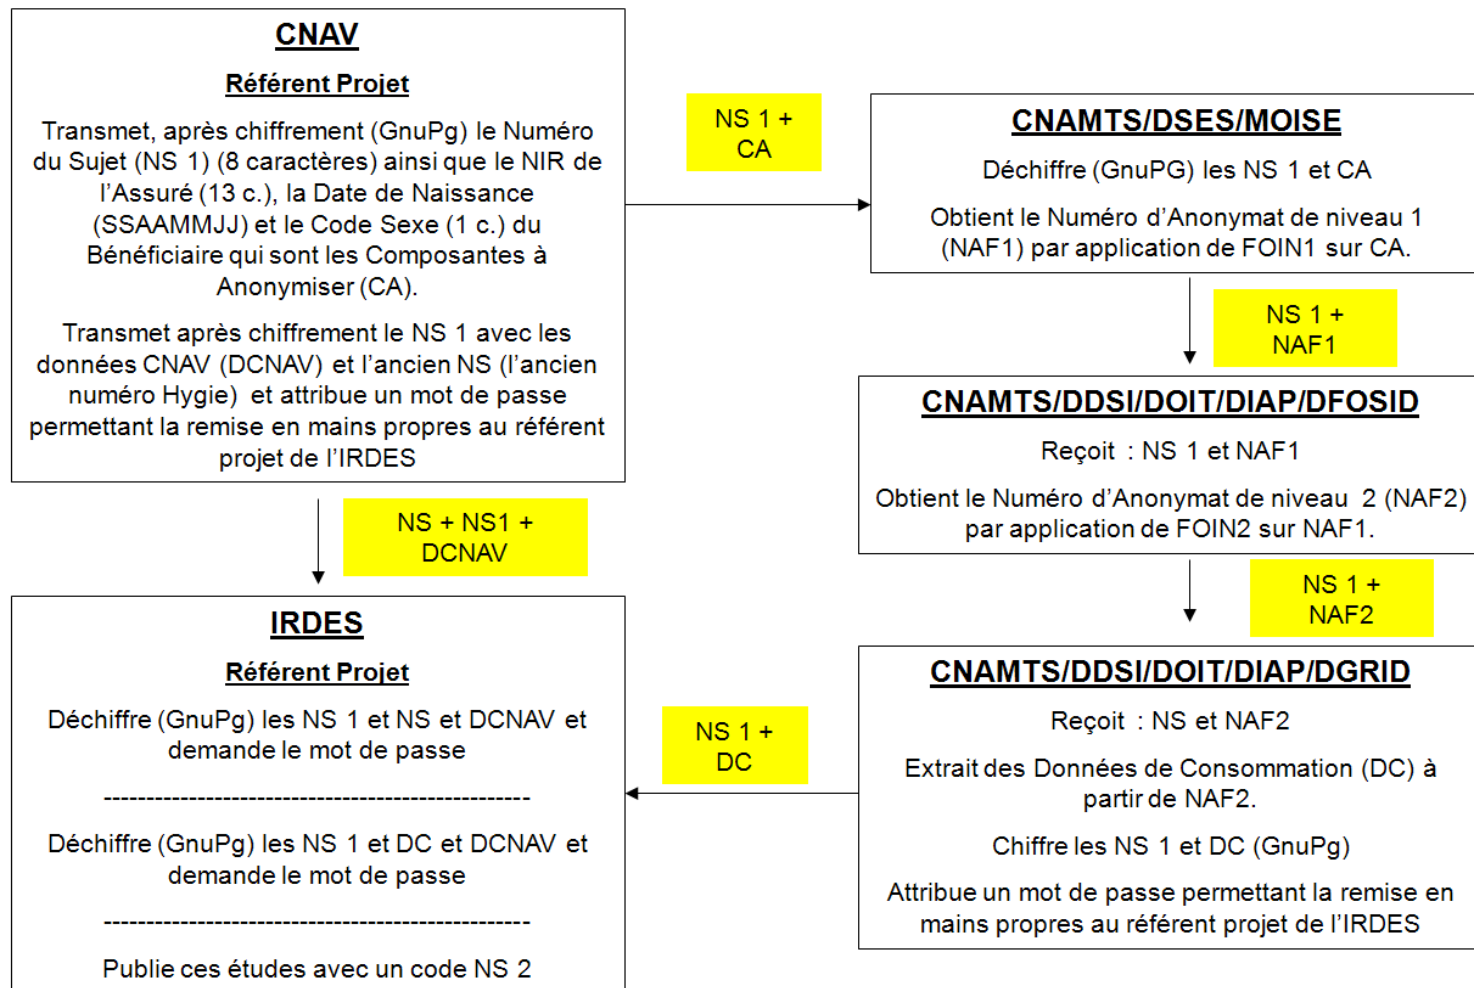 CNAV
Référent Projet
Transmet, après chiffrement (GnuPg) le Numéro
du Sujet (NS 1) (8 caractères) ainsi que le NIR de
l’Assuré (13 c.), la Date de Naissance
(SSAAMMJJ) et le Code Sexe (1 c.) du
Bénéficiaire qui sont les Composantes à
Anonymiser (CA).
Transmet après chiffrement le NS 1 avec les
données CNAV (DCNAV) et l’ancien NS (l’ancien
numéro Hygie) et attribue un mot de passe
permettant la remise en mains propres au référent
projet de l’IRDES
NS 1 +
CA
CNAMTS/DSES/MOISE
Déchiffre (GnuPG) les NS 1 et CA
Obtient le Numéro d’Anonymat de niveau 1
(NAF1) par application de FOIN1 sur CA.
NS 1 +
NAF1
CNAMTS/DDSI/DOIT/DIAP/DFOSID
Reçoit : NS 1 et NAF1
Obtient le Numéro d’Anonymat de niveau 2 (NAF2)
par application de FOIN2 sur NAF1.
NS 1 +
NAF2
CNAMTS/DDSI/DOIT/DIAP/DGRID
Reçoit : NS et NAF2
Extrait des Données de Consommation (DC) à
partir de NAF2.
Chiffre les NS 1 et DC (GnuPg)
Attribue un mot de passe permettant la remise en
mains propres au référent projet de l’IRDES
NS 1 +
DC
NS + NS1 +
DCNAV
IRDES
Référent Projet
Déchiffre (GnuPg) les NS 1 et NS et DCNAV et
demande le mot de passe
--------------------------------------------------
Déchiffre (GnuPg) les NS 1 et DC et DCNAV et
demande le mot de passe
--------------------------------------------------
Publie ces études avec un code NS 2